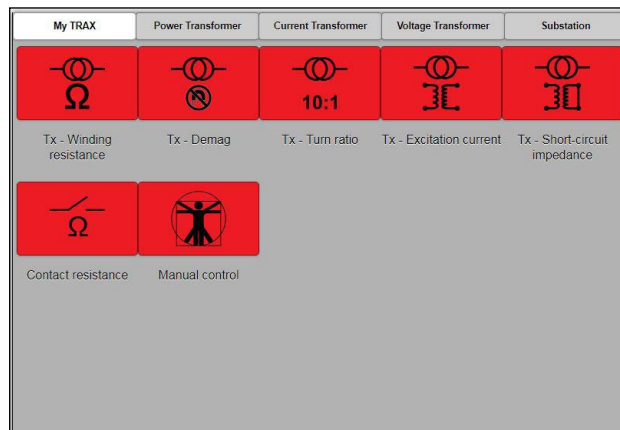 My TRAX Power Transformer Current Transformer Voltage Transformer Substation
Ω
10:1
Tx - Winding
resistance
Tx - Demag
Tx - Turn ratio
Tx - Excitation current
Tx - Short-circuit
impedance
Ω
Contact resistance
Manual control